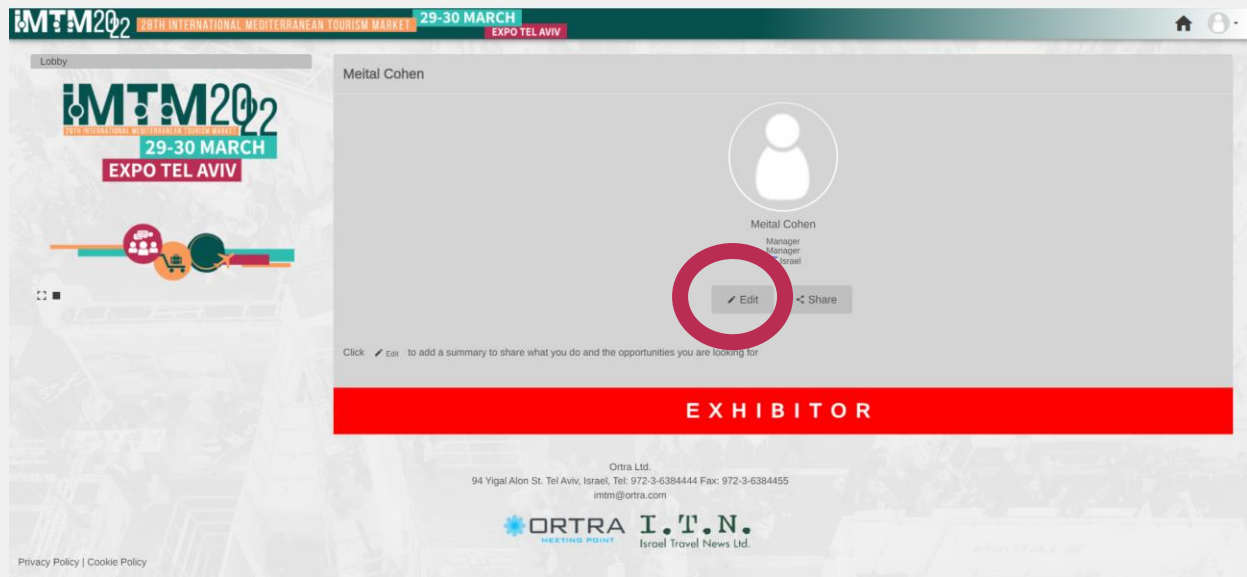 iMTM2022 28TH INTERNATIONAL MEDITERRANEAN TOURISM MARKET 29-30 MARCH
EXPO TEL AVIV
Lobby
iMTM2022
28TH INTERNATIONAL MEDITERRANEAN TOURISM MARKET
29-30 MARCH
EXPO TEL AVIV
Meital Cohen
Meital Cohen
Manager
Manager
Israel
Edit
Share
Click Edit to add a summary to share what you do and the opportunities you are looking for
EXHIBITOR
Ortra Ltd.
94 Yigal Alon St. Tel Aviv, Israel, Tel: 972-3-6384444 Fax: 972-3-6384455
imtm@ortra.com
ORTRA
MEETING POINT
I.T.N.
Israel Travel News Ltd.
Privacy Policy | Cookie Policy